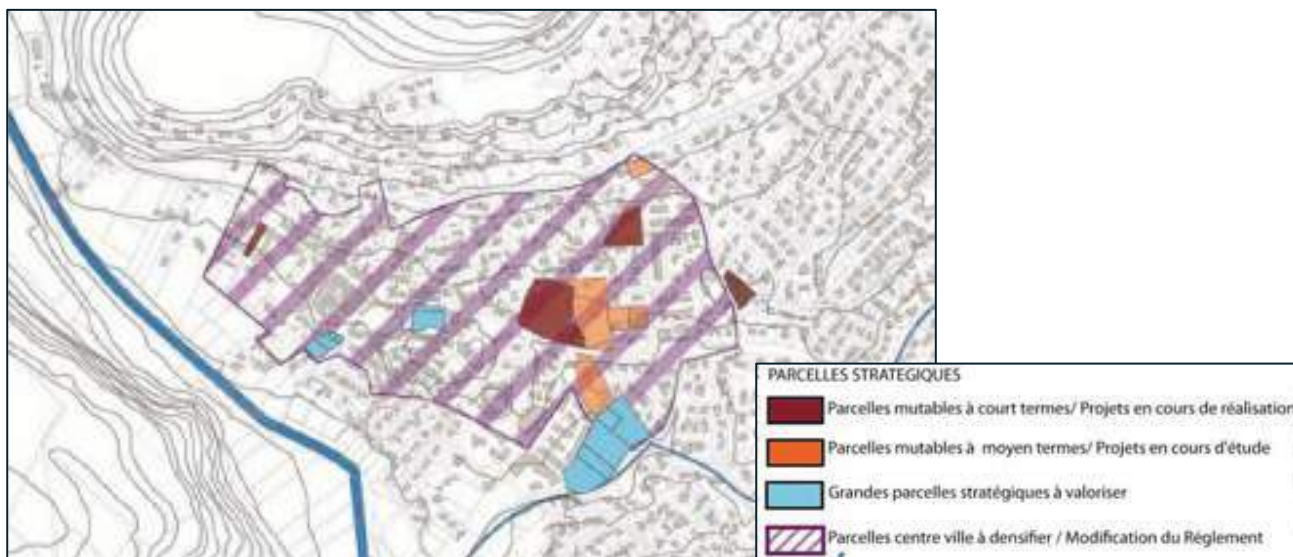 PARCELLES STRATEGIQUES
Parcelles mutables à court termes/ Projets en cours de réalisation
Parcelles mutables à moyen termes/ Projets en cours d'étude
Grandes parcelles stratégiques à valoriser
Parcelles centre ville à densifier / Modification du Réglement